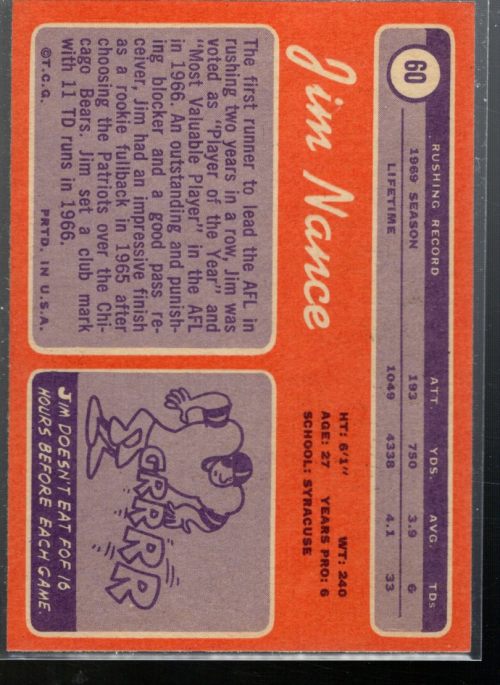 60
RUSHING RECORD ATT. YDS. AVG. TDs
1969 SEASON 193 750 3.9 6
LIFETIME 1049 4338 4.1 33
Jim Nance
HT: 6'1" WT: 240
AGE: 27 YEARS PRO: 6
SCHOOL: SYRACUSE
The first runner to lead the AFL in
rushing two years in a row, Jim was
voted as "Player of the Year" and
"Most Valuable Player" in the AFL
in 1966. An outstanding and punish-
ing blocker and a good pass re-
ceiver, Jim had an impressive finish
as a rookie fullback in 1965 after
choosing the Patriots over the Chi-
cago Bears. Jim set a club mark
with 11 TD runs in 1966.
©T.C.G. PRTD. IN U.S.A.
GRRRRR
JIM DOESN'T EAT FOR 16
HOURS BEFORE EACH GAME.